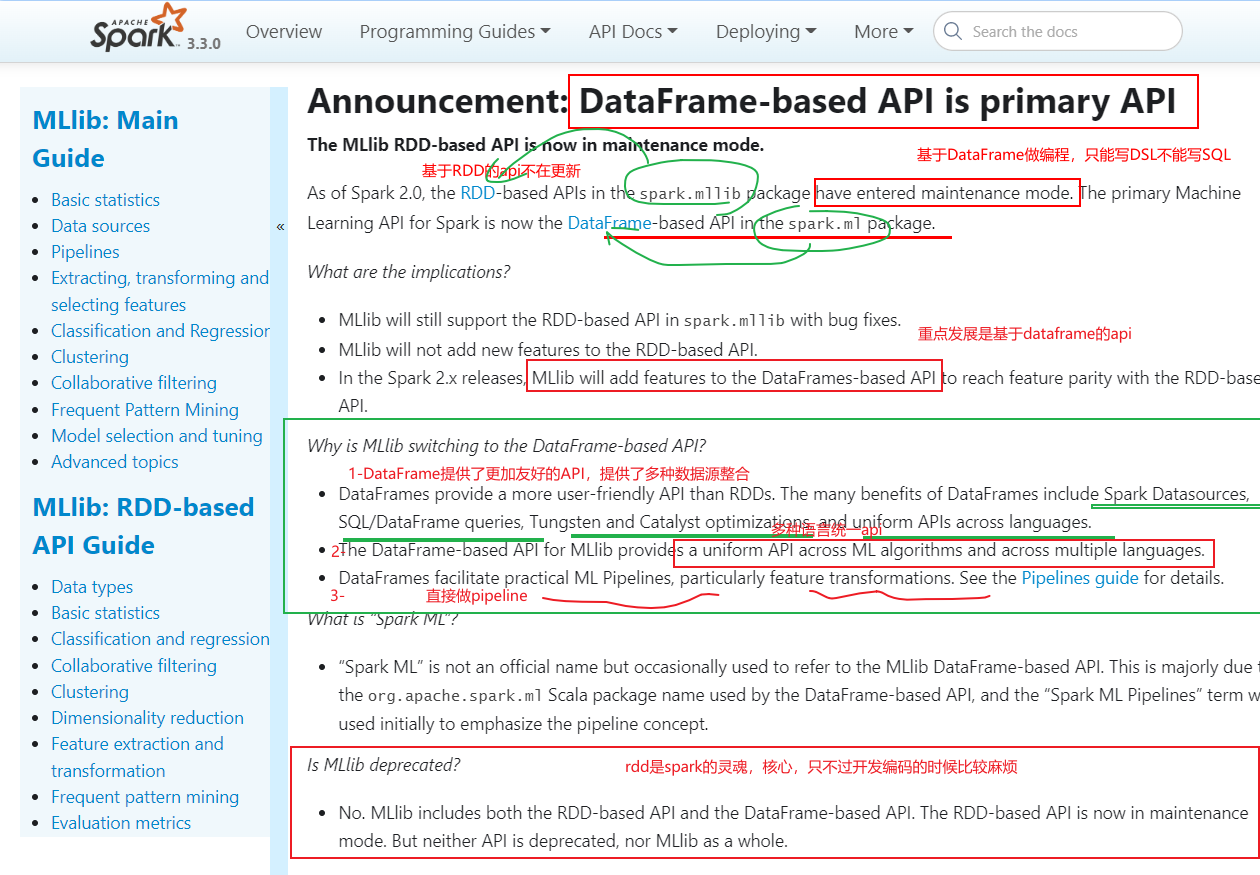 APACHE Spark 3.3.0 Overview Programming Guides API Docs Deploying More Search the docs
MLlib: Main
Guide
Basic statistics
Data sources
Pipelines
Extracting, transforming and
selecting features
Classification and Regression
Clustering
Collaborative filtering
Frequent Pattern Mining
Model selection and tuning
Advanced topics
MLlib: RDD-based
API Guide
Data types
Basic statistics
Classification and regression
Collaborative filtering
Clustering
Dimensionality reduction
Feature extraction and
transformation
Frequent pattern mining
Evaluation metrics
«
Announcement: DataFrame-based API is primary API
The MLlib RDD-based API is now in maintenance mode.
基于DataFrame做编程，只能写DSL不能写SQL
基于RDD的api不在更新
As of Spark 2.0, the RDD-based APIs in the spark.mllib package have entered maintenance mode. The primary Machine
Learning API for Spark is now the DataFrame-based API in the spark.ml package.
What are the implications?
MLlib will still support the RDD-based API in spark.mllib with bug fixes.
重点发展是基于dataframe的api
MLlib will not add new features to the RDD-based API.
In the Spark 2.x releases, MLlib will add features to the DataFrames-based API to reach feature parity with the RDD-base
API.
Why is MLlib switching to the DataFrame-based API?
1-DataFrame提供了更加友好的API，提供了多种数据源整合
DataFrames provide a more user-friendly API than RDDs. The many benefits of DataFrames include Spark Datasources,
SQL/DataFrame queries, Tungsten and Catalyst optimizations, and uniform APIs across languages.
多种语言统一api
2-
The DataFrame-based API for MLlib provides a uniform API across ML algorithms and across multiple languages.
DataFrames facilitate practical ML Pipelines, particularly feature transformations. See the Pipelines guide for details.
3- 直接做pipeline
What is “Spark ML”?
“Spark ML” is not an official name but occasionally used to refer to the MLlib DataFrame-based API. This is majorly due t
the org.apache.spark.ml Scala package name used by the DataFrame-based API, and the “Spark ML Pipelines” term w
used initially to emphasize the pipeline concept.
Is MLlib deprecated?
rdd是spark的灵魂，核心，只不过开发编码的时候比较麻烦
No. MLlib includes both the RDD-based API and the DataFrame-based API. The RDD-based API is now in maintenance
mode. But neither API is deprecated, nor MLlib as a whole.